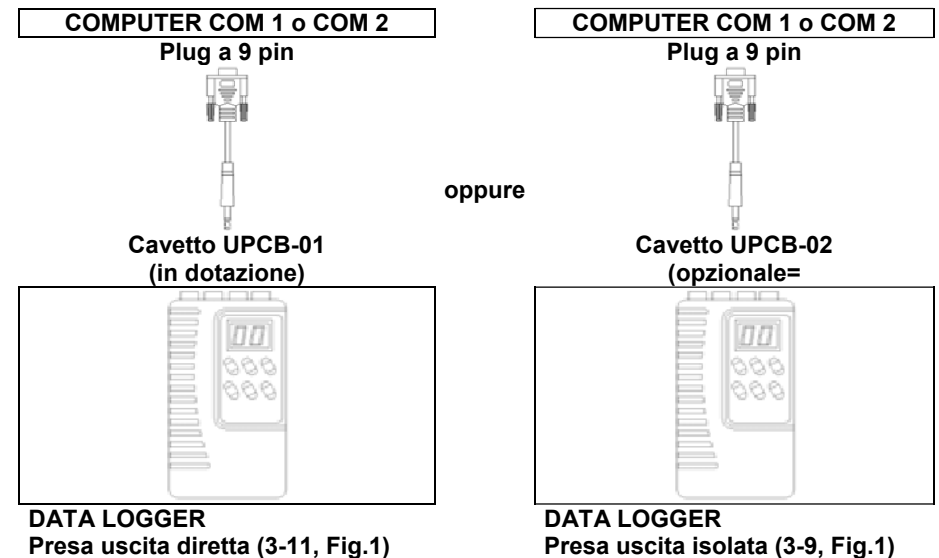 COMPUTER COM 1 o COM 2
Plug a 9 pin
Cavetto UPCB-01
(in dotazione)
00
DATA LOGGER
Presa uscita diretta (3-11, Fig.1)
oppure
COMPUTER COM 1 o COM 2
Plug a 9 pin
Cavetto UPCB-02
(opzionale=
00
DATA LOGGER
Presa uscita isolata (3-9, Fig.1)